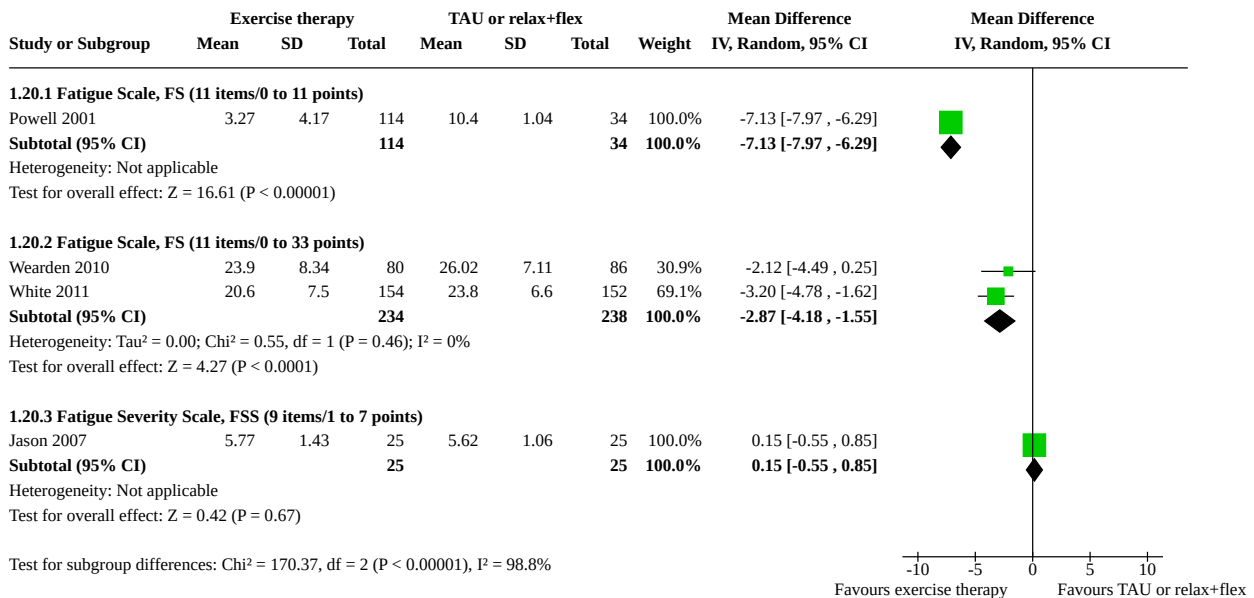 Exercise therapy TAU or relax+flex Mean Difference Mean Difference
Study or Subgroup Mean SD Total Mean SD Total Weight IV, Random, 95% CI IV, Random, 95% CI
1.20.1 Fatigue Scale, FS (11 items/0 to 11 points)
Powell 2001 3.27 4.17 114 10.4 1.04 34 100.0% -7.13 [-7.97 , -6.29]
Subtotal (95% CI) 114 34 100.0% -7.13 [-7.97 , -6.29]
Heterogeneity: Not applicable
Test for overall effect: Z = 16.61 (P < 0.00001)
1.20.2 Fatigue Scale, FS (11 items/0 to 33 points)
Wearden 2010 23.9 8.34 80 26.02 7.11 86 30.9% -2.12 [-4.49 , 0.25]
White 2011 20.6 7.5 154 23.8 6.6 152 69.1% -3.20 [-4.78 , -1.62]
Subtotal (95% CI) 234 238 100.0% -2.87 [-4.18 , -1.55]
Heterogeneity: Tau² = 0.00; Chi² = 0.55, df = 1 (P = 0.46); I² = 0%
Test for overall effect: Z = 4.27 (P < 0.0001)
1.20.3 Fatigue Severity Scale, FSS (9 items/1 to 7 points)
Jason 2007 5.77 1.43 25 5.62 1.06 25 100.0% 0.15 [-0.55 , 0.85]
Subtotal (95% CI) 25 25 100.0% 0.15 [-0.55 , 0.85]
Heterogeneity: Not applicable
Test for overall effect: Z = 0.42 (P = 0.67)
Test for subgroup differences: Chi² = 170.37, df = 2 (P < 0.00001), I² = 98.8%
-10 -5 0 5 10
Favours exercise therapy Favours TAU or relax+flex